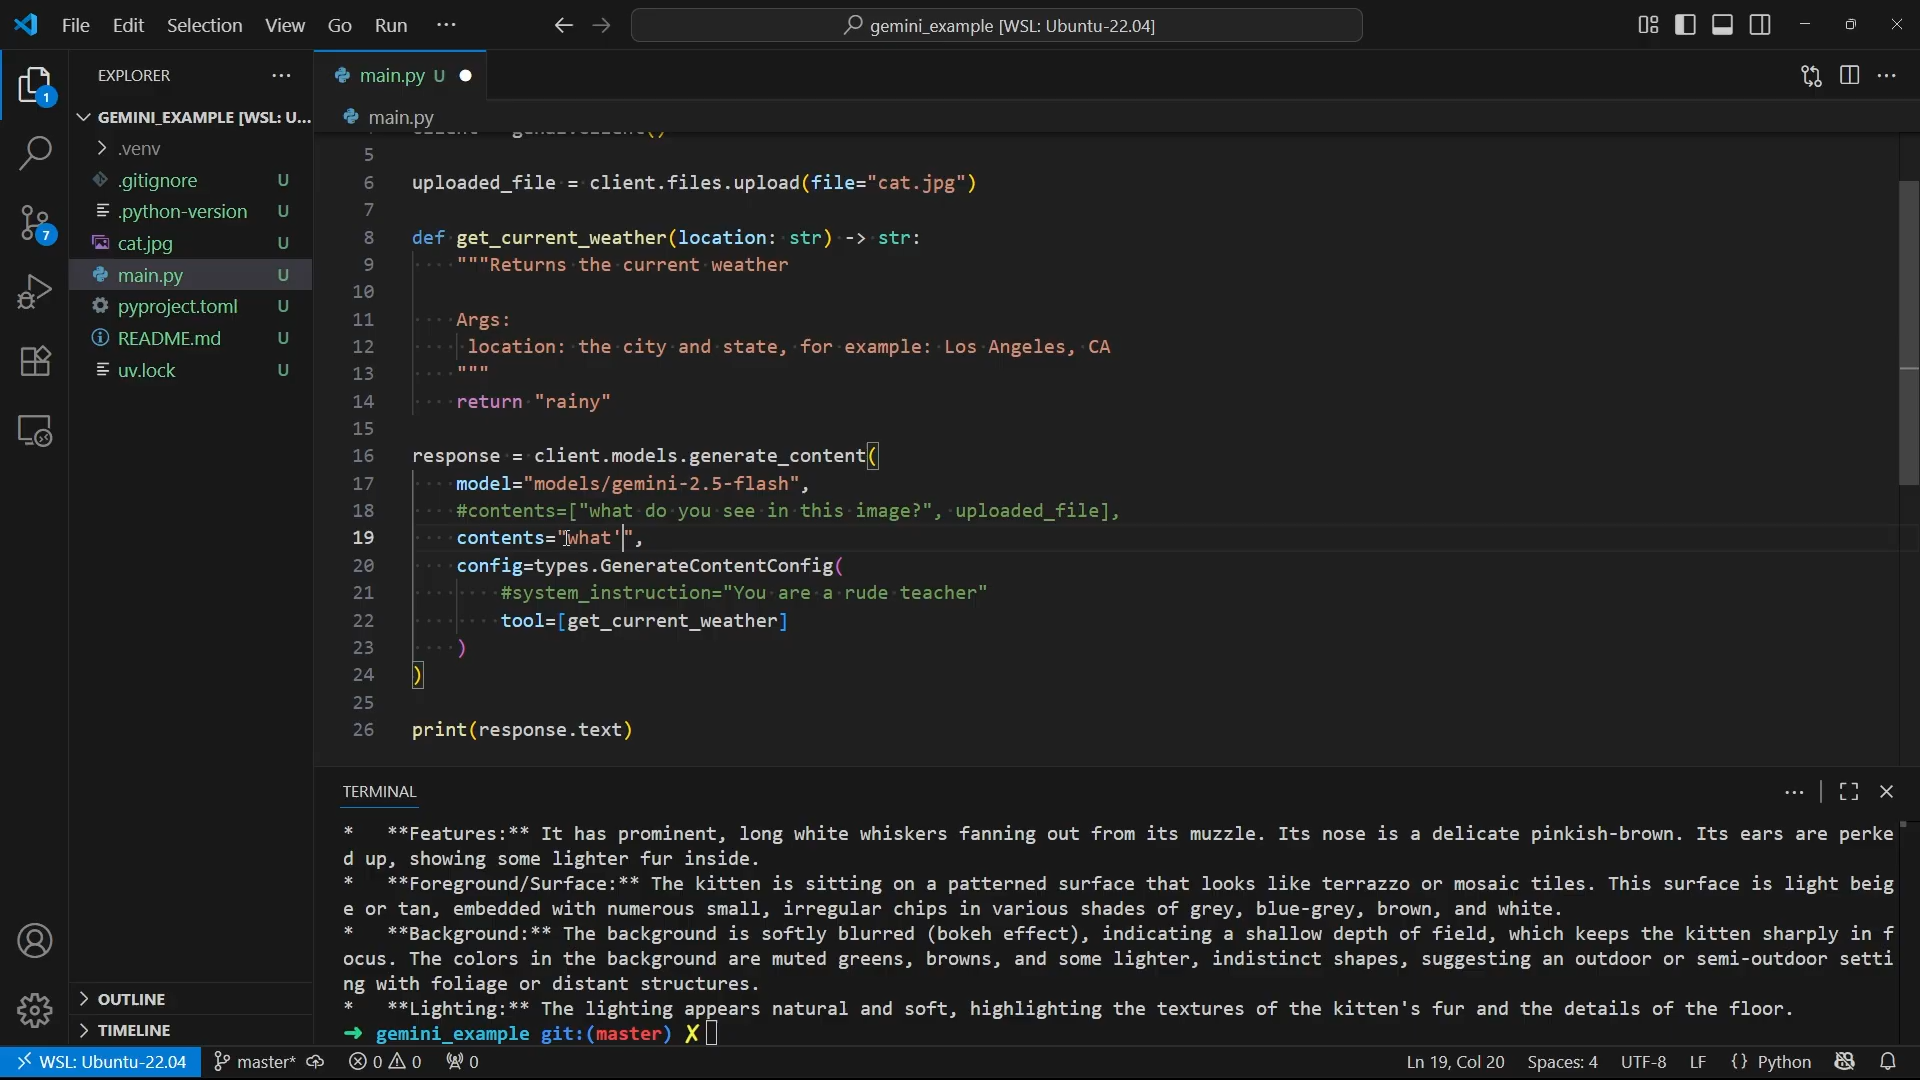 File Edit Selection View Go Run ···
gemini_example [WSL: Ubuntu-22.04]
EXPLORER
main.py U
1
GEMINI_EXAMPLE [WSL: U...
main.py
.venv
.gitignore U
.python-version U
7
cat.jpg U
main.py U
pyproject.toml U
README.md U
uv.lock U
5
6 uploaded_file = client.files.upload(file="cat.jpg")
7
8 def get_current_weather(location: str) -> str:
9 """Returns the current weather
10
11 Args:
12 location: the city and state, for example: Los Angeles, CA
13 """
14 return "rainy"
15
16 response = client.models.generate_content(
17 model="models/gemini-2.5-flash",
18 #contents=["what do you see in this image?", uploaded_file],
19 contents="what'",
20 config=types.GenerateContentConfig(
21 #system_instruction="You are a rude teacher"
22 tool=[get_current_weather]
23 )
24 )
25
26 print(response.text)
TERMINAL
* **Features:** It has prominent, long white whiskers fanning out from its muzzle. Its nose is a delicate pinkish-brown. Its ears are perke
d up, showing some lighter fur inside.
* **Foreground/Surface:** The kitten is sitting on a patterned surface that looks like terrazzo or mosaic tiles. This surface is light beig
e or tan, embedded with numerous small, irregular chips in various shades of grey, blue-grey, brown, and white.
* **Background:** The background is softly blurred (bokeh effect), indicating a shallow depth of field, which keeps the kitten sharply in f
ocus. The colors in the background are muted greens, browns, and some lighter, indistinct shapes, suggesting an outdoor or semi-outdoor setti
ng with foliage or distant structures.
* **Lighting:** The lighting appears natural and soft, highlighting the textures of the kitten's fur and the details of the floor.
➜ gemini_example git:(master) ✗
OUTLINE
TIMELINE
WSL: Ubuntu-22.04 master* 0 0 0 Ln 19, Col 20 Spaces: 4 UTF-8 LF {} Python